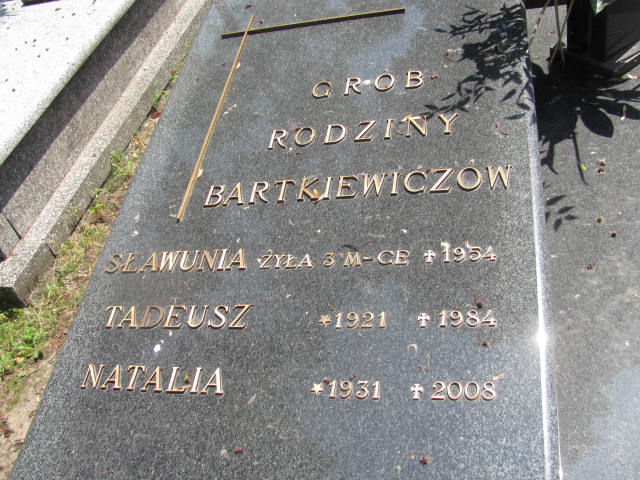 GRÓB
RODZINY
BARTKIEWICZÓW
SŁAWUNIA ŻYŁA 3 M-CE ✝ 1954
TADEUSZ * 1921 ✝ 1984
NATALIA * 1931 ✝ 2008